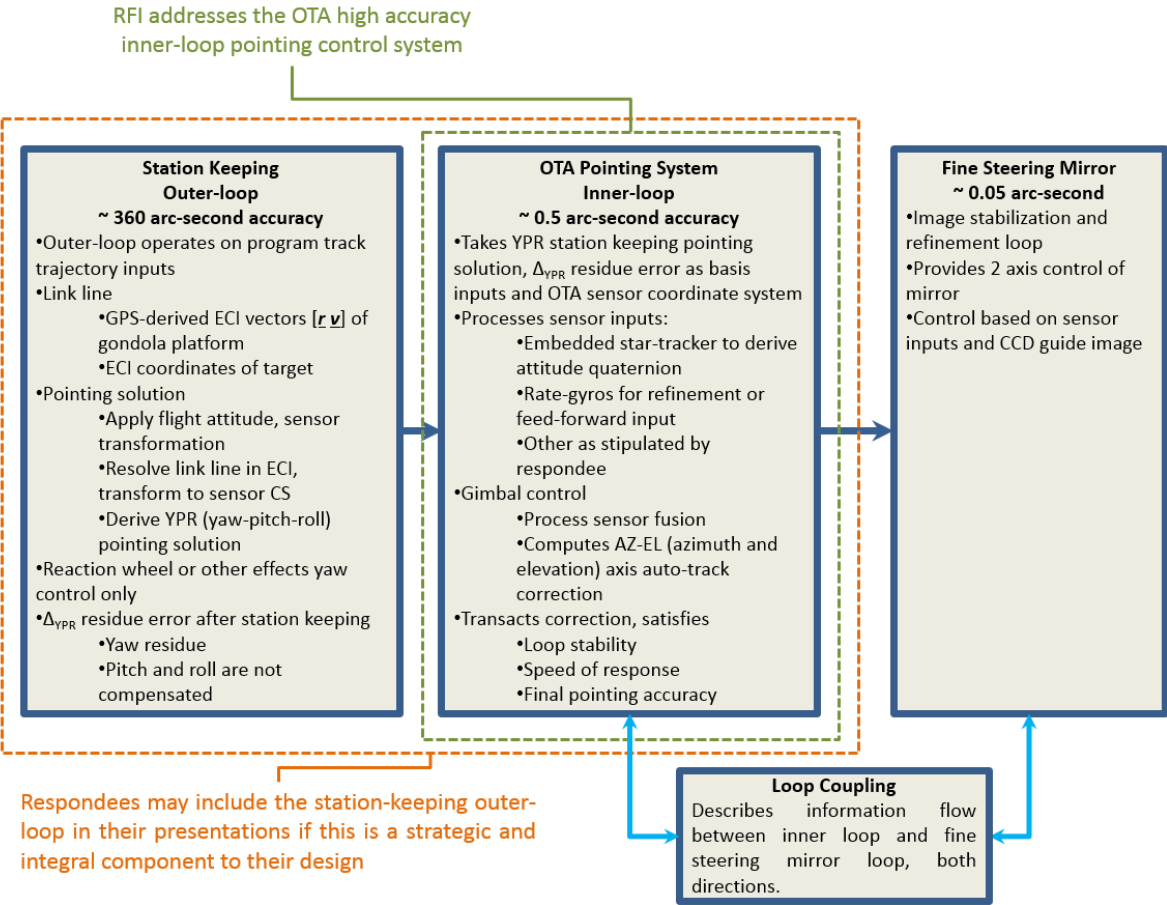 RFI addresses the OTA high accuracy
inner-loop pointing control system
Station Keeping
Outer-loop
~ 360 arc-second accuracy
•Outer-loop operates on program track
trajectory inputs
•Link line
•GPS-derived ECI vectors [r v] of
gondola platform
•ECI coordinates of target
•Pointing solution
•Apply flight attitude, sensor
transformation
•Resolve link line in ECI,
transform to sensor CS
•Derive YPR (yaw-pitch-roll)
pointing solution
•Reaction wheel or other effects yaw
control only
•ΔYPR residue error after station keeping
•Yaw residue
•Pitch and roll are not
compensated
OTA Pointing System
Inner-loop
~ 0.5 arc-second accuracy
•Takes YPR station keeping pointing
solution, ΔYPR residue error as basis
inputs and OTA sensor coordinate system
•Processes sensor inputs:
•Embedded star-tracker to derive
attitude quaternion
•Rate-gyros for refinement or
feed-forward input
•Other as stipulated by
respondee
•Gimbal control
•Process sensor fusion
•Computes AZ-EL (azimuth and
elevation) axis auto-track
correction
•Transacts correction, satisfies
•Loop stability
•Speed of response
•Final pointing accuracy
Fine Steering Mirror
~ 0.05 arc-second
•Image stabilization and
refinement loop
•Provides 2 axis control of
mirror
•Control based on sensor
inputs and CCD guide image
Loop Coupling
Describes information flow
between inner loop and fine
steering mirror loop, both
directions.
Respondees may include the station-keeping outer-
loop in their presentations if this is a strategic and
integral component to their design